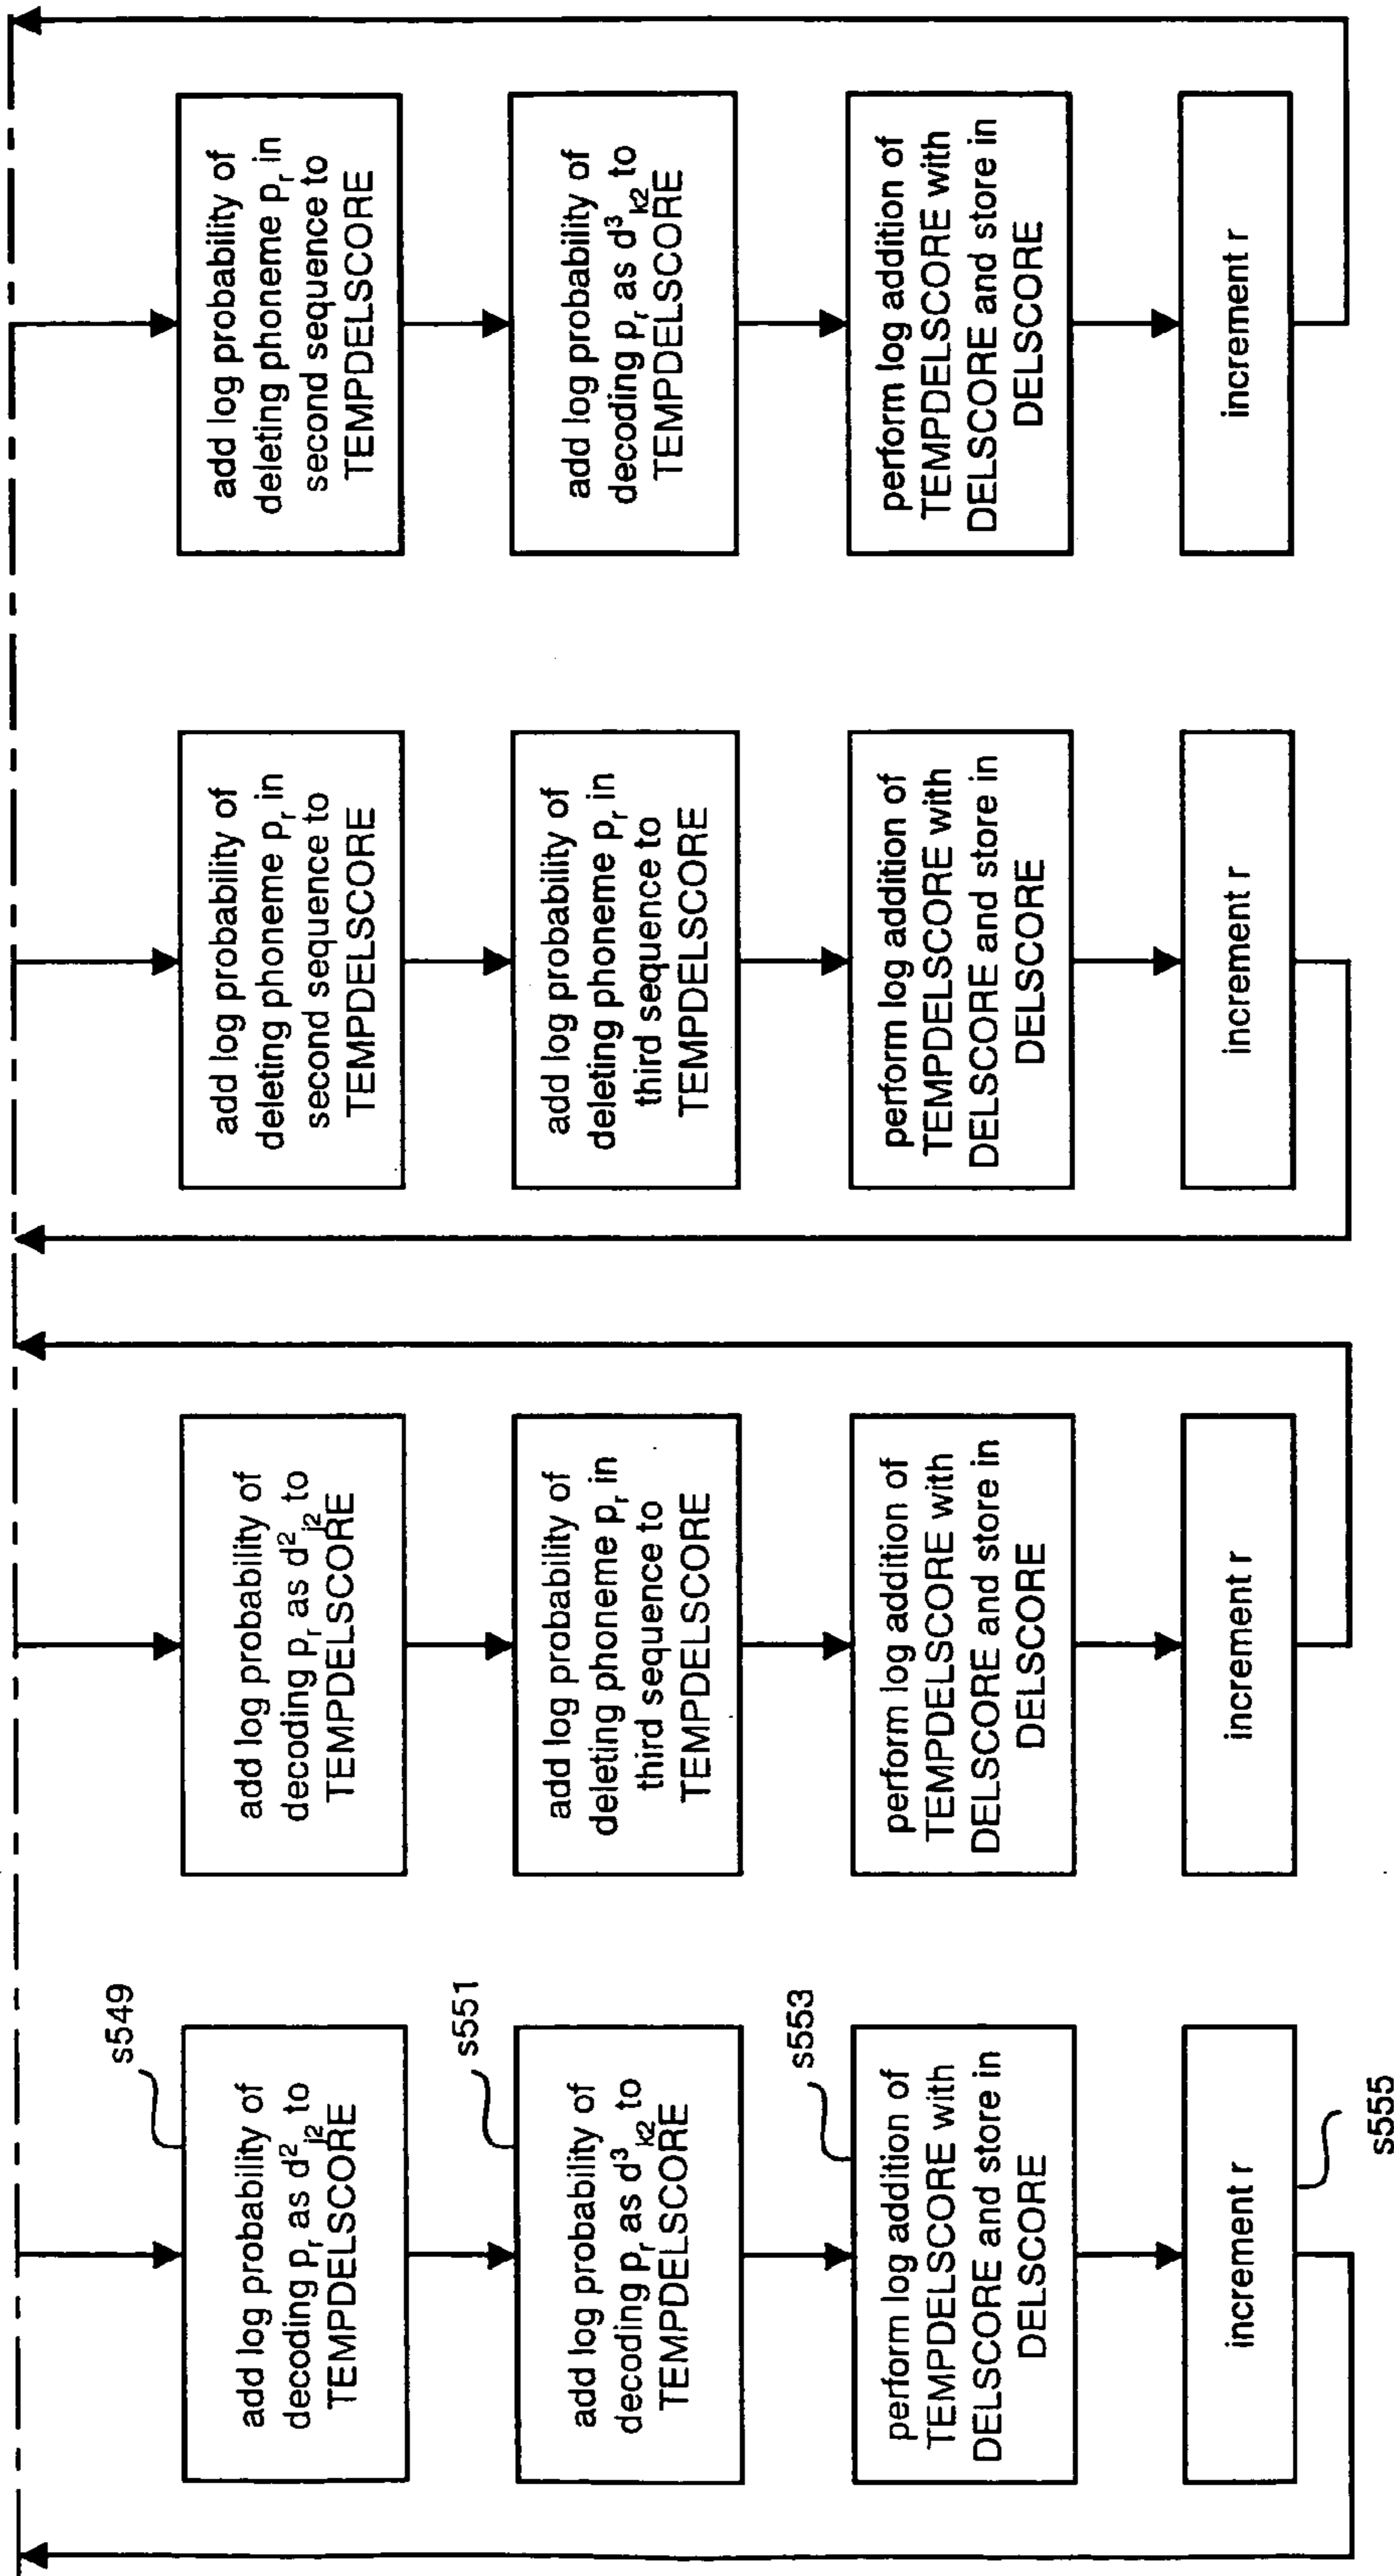 s549
add log probability of
decoding pᵣ as d²ⱼ₂ to
TEMPDELSCORE
s551
add log probability of
decoding pᵣ as d³ₖ₂ to
TEMPDELSCORE
s553
perform log addition of
TEMPDELSCORE with
DELSCORE and store in
DELSCORE
increment r
s555
add log probability of
decoding pᵣ as d²ⱼ₂ to
TEMPDELSCORE
add log probability of
deleting phoneme pᵣ in
third sequence to
TEMPDELSCORE
perform log addition of
TEMPDELSCORE with
DELSCORE and store in
DELSCORE
increment r
add log probability of
deleting phoneme pᵣ in
second sequence to
TEMPDELSCORE
add log probability of
deleting phoneme pᵣ in
third sequence to
TEMPDELSCORE
perform log addition of
TEMPDELSCORE with
DELSCORE and store in
DELSCORE
increment r
add log probability of
deleting phoneme pᵣ in
second sequence to
TEMPDELSCORE
add log probability of
decoding pᵣ as d³ₖ₂ to
TEMPDELSCORE
perform log addition of
TEMPDELSCORE with
DELSCORE and store in
DELSCORE
increment r